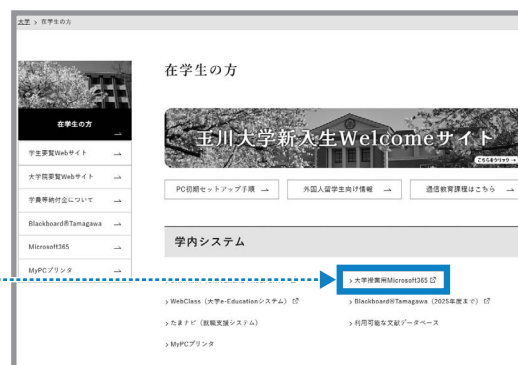 大学 > 在学生の方
在学生の方
在学生の方
学生要覧Webサイト
大学院要覧Webサイト
学費等納付金について
Blackboard@Tamagawa
Microsoft365
MyPCプリンタ
玉川大学新入生Welcomeサイト
こちらをクリック→
PC初期セットアップ手順
外国人留学生向け情報
通信教育課程はこちら
学内システム
> 大学授業用Microsoft365
> WebClass（大学e-Educationシステム）
> Blackboard@Tamagawa（2025年度まで）
> たまナビ（就職支援システム）
> 利用可能な文献データベース
> MyPCプリンタ